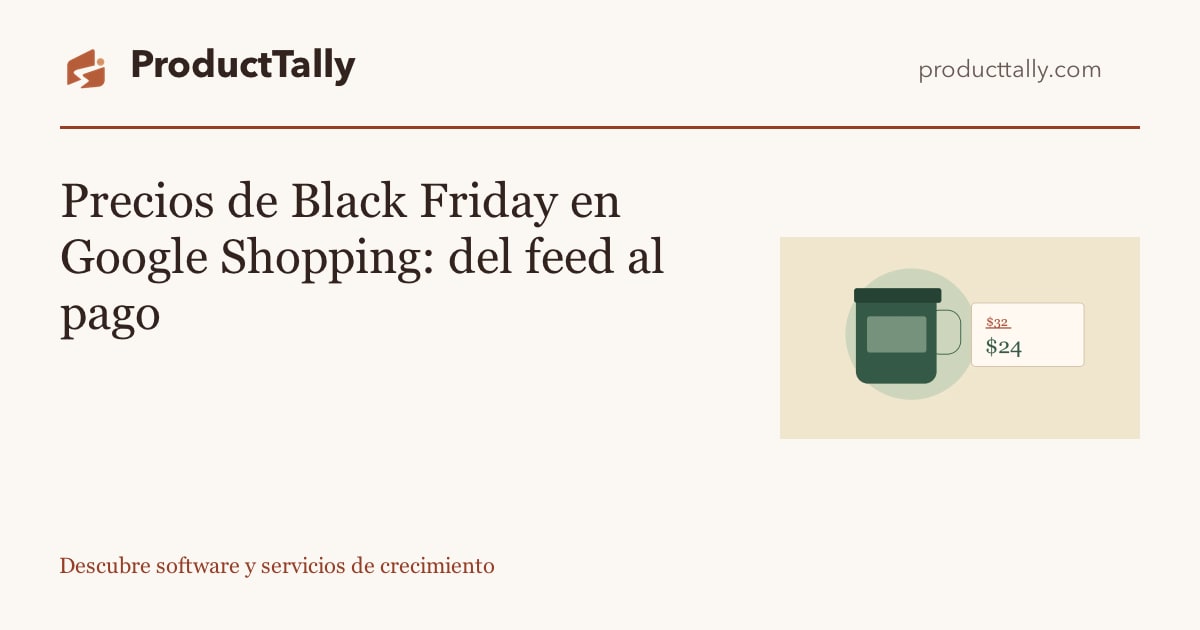 ProductTally
producttally.com
Precios de Black Friday en
Google Shopping: del feed al
pago
$32
$24
Descubre software y servicios de crecimiento